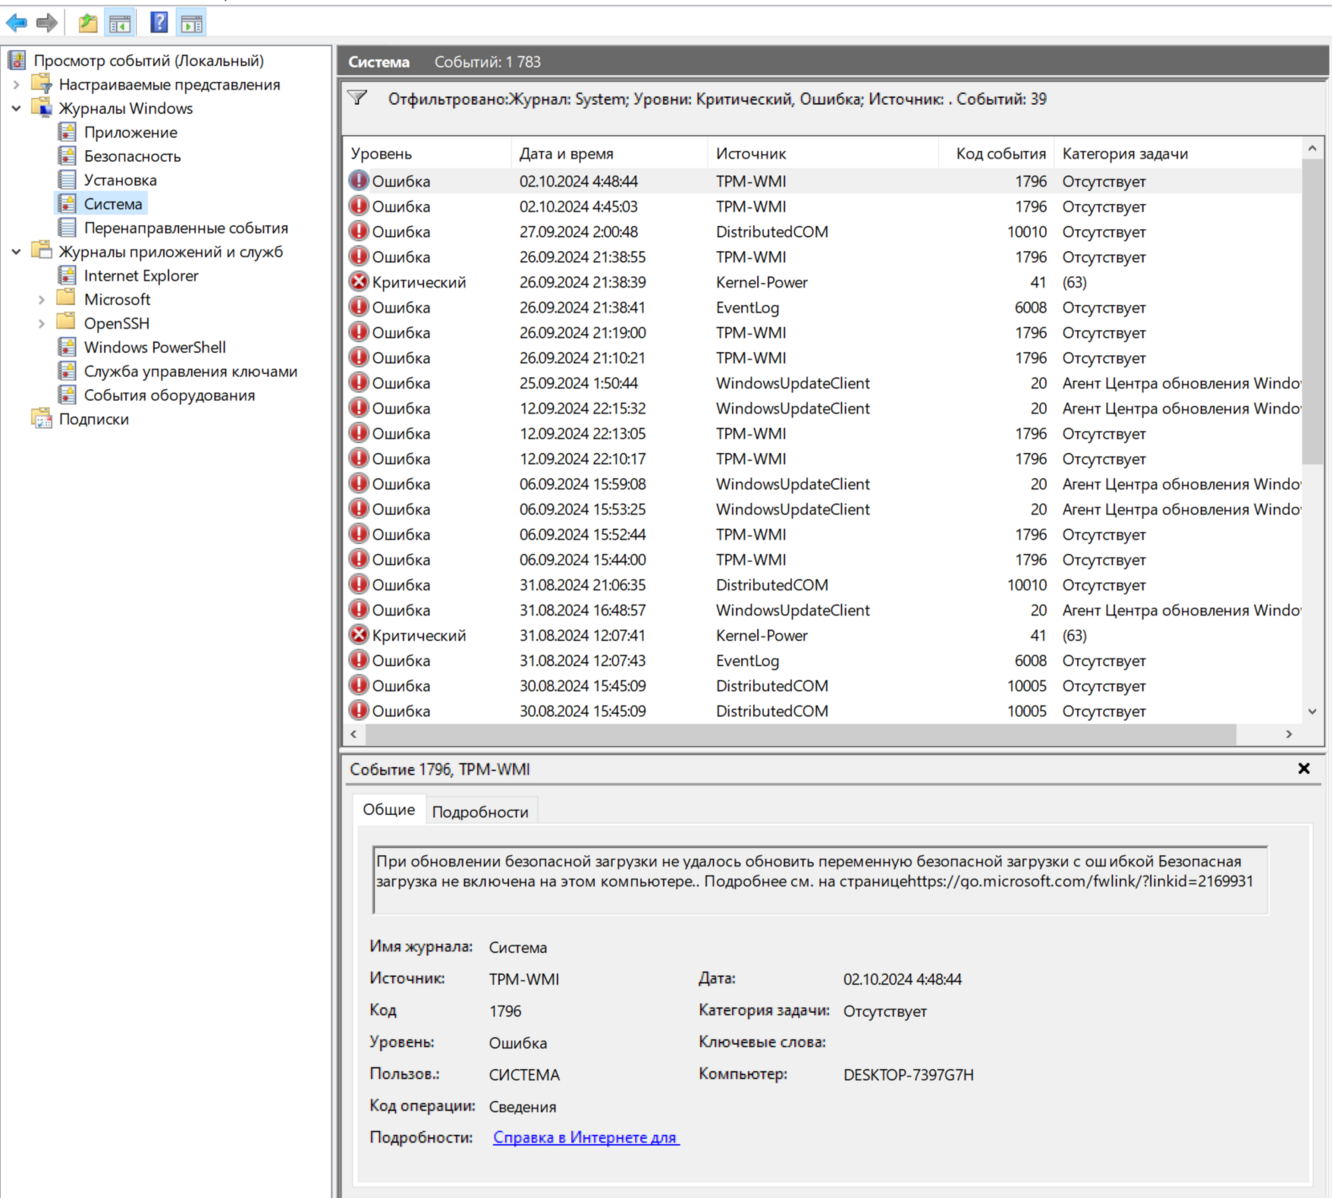 Просмотр событий (Локальный)
Настраиваемые представления
Журналы Windows
Приложение
Безопасность
Установка
Система
Перенаправленные события
Журналы приложений и служб
Internet Explorer
Microsoft
OpenSSH
Windows PowerShell
Служба управления ключами
События оборудования
Подписки
Система Событий: 1 783
Отфильтровано:Журнал: System; Уровни: Критический, Ошибка; Источник: . Событий: 39
Уровень Дата и время Источник Код события Категория задачи
Ошибка 02.10.2024 4:48:44 TPM-WMI 1796 Отсутствует
Ошибка 02.10.2024 4:45:03 TPM-WMI 1796 Отсутствует
Ошибка 27.09.2024 2:00:48 DistributedCOM 10010 Отсутствует
Ошибка 26.09.2024 21:38:55 TPM-WMI 1796 Отсутствует
Критический 26.09.2024 21:38:39 Kernel-Power 41 (63)
Ошибка 26.09.2024 21:38:41 EventLog 6008 Отсутствует
Ошибка 26.09.2024 21:19:00 TPM-WMI 1796 Отсутствует
Ошибка 26.09.2024 21:10:21 TPM-WMI 1796 Отсутствует
Ошибка 25.09.2024 1:50:44 WindowsUpdateClient 20 Агент Центра обновления Windo
Ошибка 12.09.2024 22:15:32 WindowsUpdateClient 20 Агент Центра обновления Windo
Ошибка 12.09.2024 22:13:05 TPM-WMI 1796 Отсутствует
Ошибка 12.09.2024 22:10:17 TPM-WMI 1796 Отсутствует
Ошибка 06.09.2024 15:59:08 WindowsUpdateClient 20 Агент Центра обновления Windo
Ошибка 06.09.2024 15:53:25 WindowsUpdateClient 20 Агент Центра обновления Windo
Ошибка 06.09.2024 15:52:44 TPM-WMI 1796 Отсутствует
Ошибка 06.09.2024 15:44:00 TPM-WMI 1796 Отсутствует
Ошибка 31.08.2024 21:06:35 DistributedCOM 10010 Отсутствует
Ошибка 31.08.2024 16:48:57 WindowsUpdateClient 20 Агент Центра обновления Windo
Критический 31.08.2024 12:07:41 Kernel-Power 41 (63)
Ошибка 31.08.2024 12:07:43 EventLog 6008 Отсутствует
Ошибка 30.08.2024 15:45:09 DistributedCOM 10005 Отсутствует
Ошибка 30.08.2024 15:45:09 DistributedCOM 10005 Отсутствует
Событие 1796, TPM-WMI
Общие Подробности
При обновлении безопасной загрузки не удалось обновить переменную безопасной загрузки с ошибкой Безопасная
загрузка не включена на этом компьютере.. Подробнее см. на страницеhttps://go.microsoft.com/fwlink/?linkid=2169931
Имя журнала: Система
Источник: TPM-WMI Дата: 02.10.2024 4:48:44
Код 1796 Категория задачи: Отсутствует
Уровень: Ошибка Ключевые слова:
Пользов.: СИСТЕМА Компьютер: DESKTOP-7397G7H
Код операции: Сведения
Подробности: Справка в Интернете для